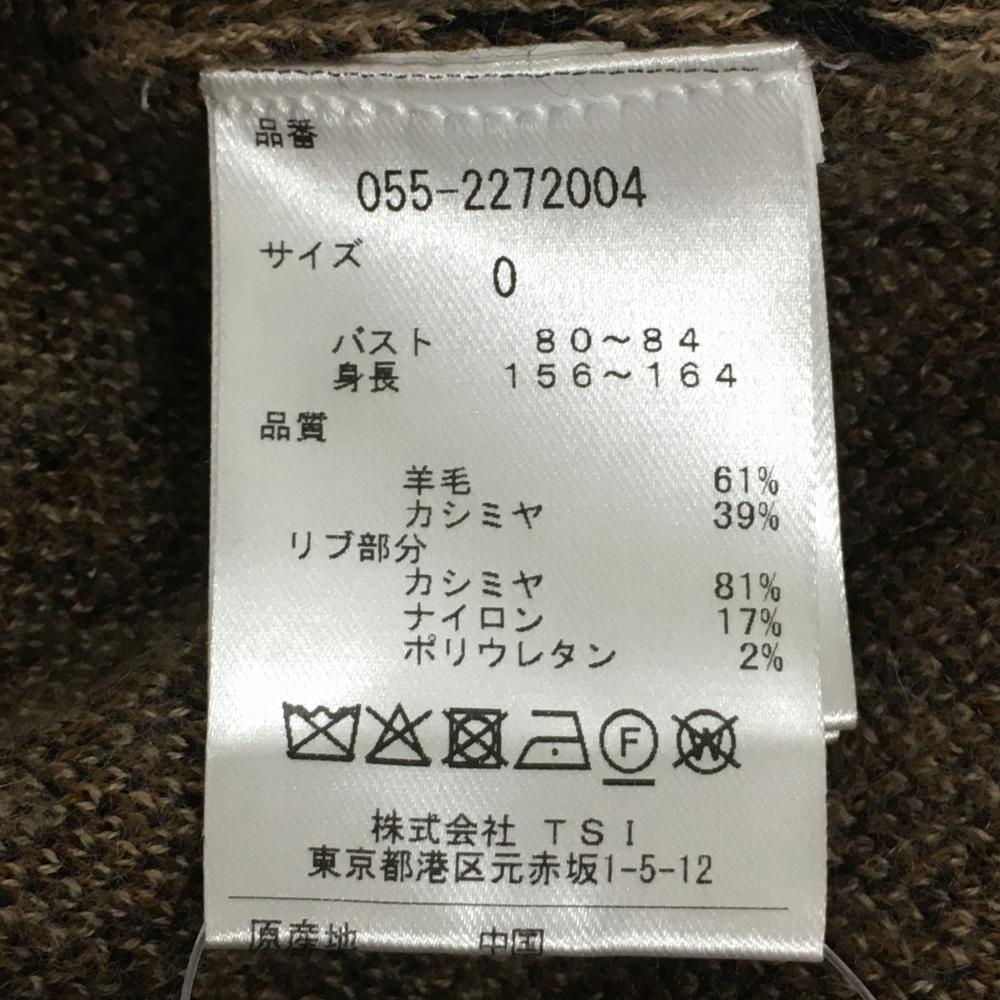 品番
055-2272004
サイズ 0
バスト 80〜84
身長 156〜164
品質
羊毛 61%
カシミヤ 39%
リブ部分
カシミヤ 81%
ナイロン 17%
ポリウレタン 2%
F W
株式会社 TSI
東京都港区元赤坂1-5-12
原産地 中国